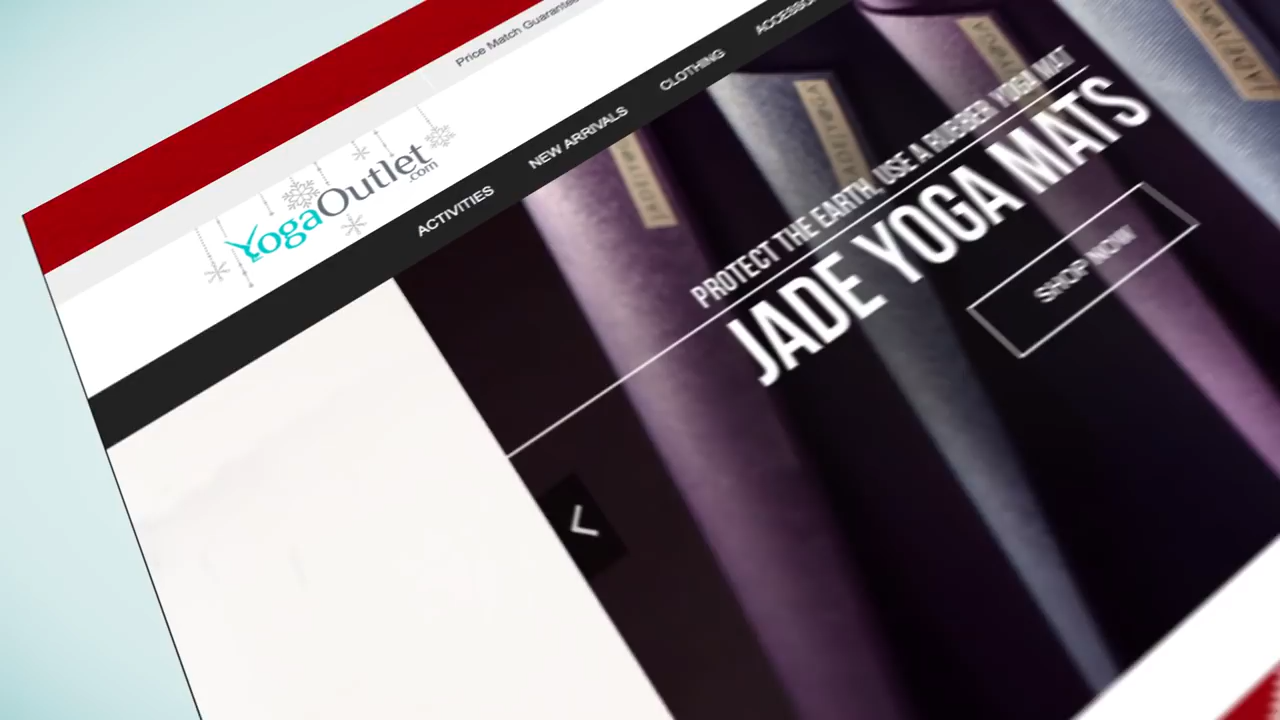 Price Match Guarantee
YogaOutlet
.com
ACTIVITIES
NEW ARRIVALS
CLOTHING
PROTECT THE EARTH, USE A RUBBER YOGA MAT
JADE YOGA MATS
SHOP NOW
JADEYOGA